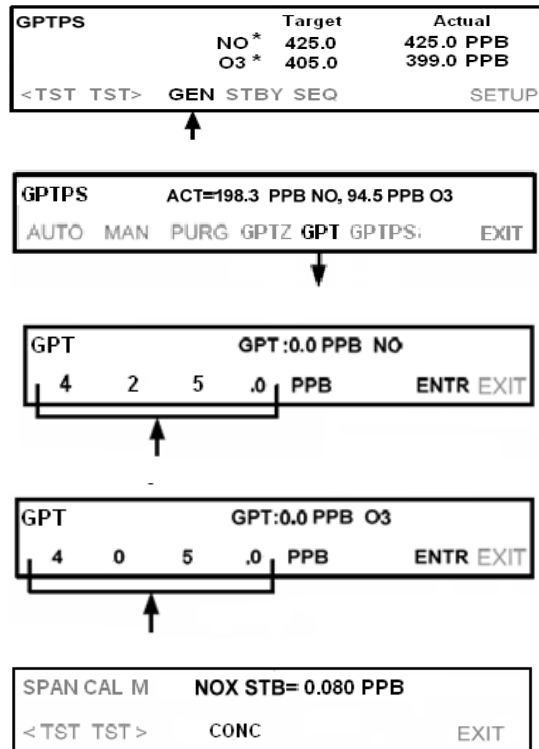 GPTPS Target Actual
NO* 425.0 425.0 PPB
O3* 405.0 399.0 PPB
<TST TST> GEN STBY SEQ SETUP
GPTPS ACT=198.3 PPB NO, 94.5 PPB O3
AUTO MAN PURG GPTZ GPT GPTPS: EXIT
GPT GPT:0.0 PPB NO
4 2 5 .0 PPB ENTR EXIT
GPT GPT:0.0 PPB O3
4 0 5 .0 PPB ENTR EXIT
SPAN CAL M NOX STB= 0.080 PPB
<TST TST> CONC EXIT